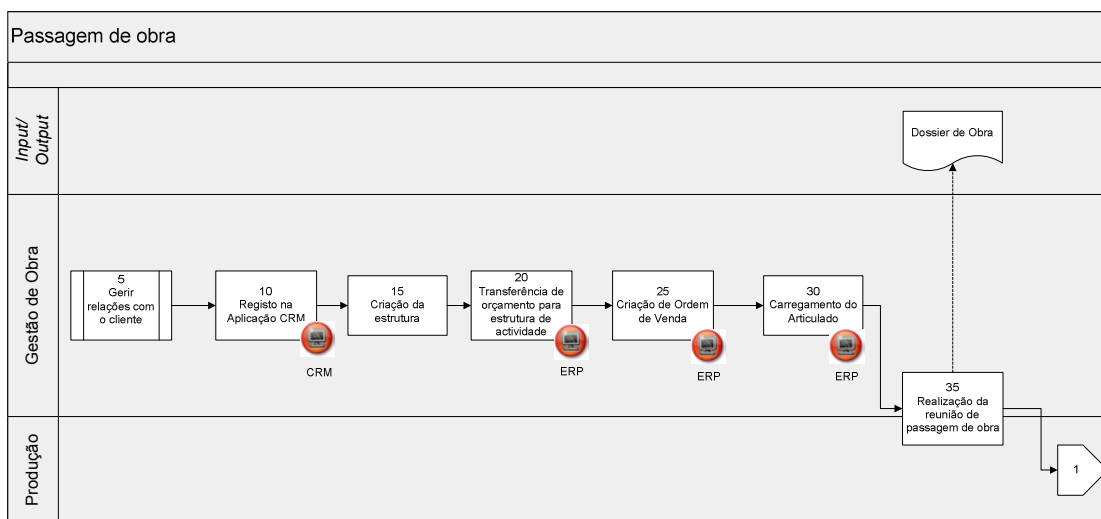 Passagem de obra
Input/
Output
Dossier de Obra
Gestão de Obra
5
Gerir
relações com
o cliente
10
Registo na
Aplicação CRM
CRM
15
Criação da
estrutura
20
Transferência de
orçamento para
estrutura de
actividade
ERP
25
Criação de Ordem
de Venda
ERP
30
Carregamento do
Articulado
ERP
35
Realização da
reunião de
passagem de obra
Produção
1